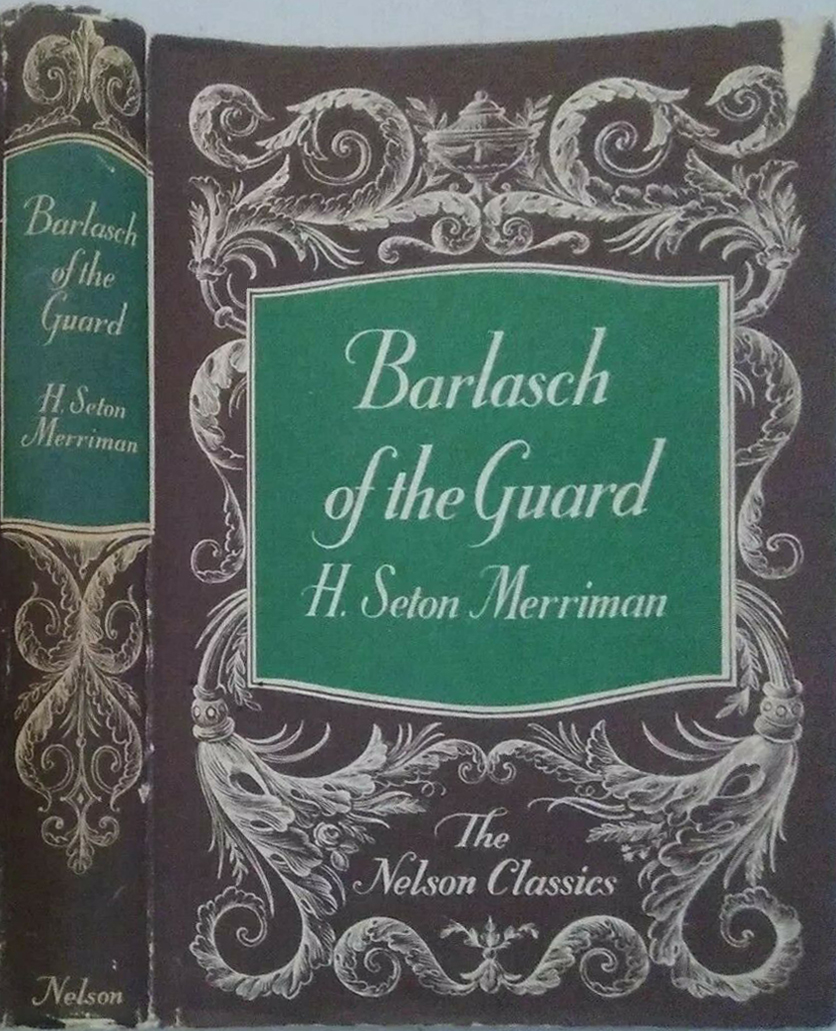 Barlasch
of the
Guard
H. Seton
Merriman
Nelson
Barlasch
of the Guard
H. Seton Merriman
The
Nelson Classics